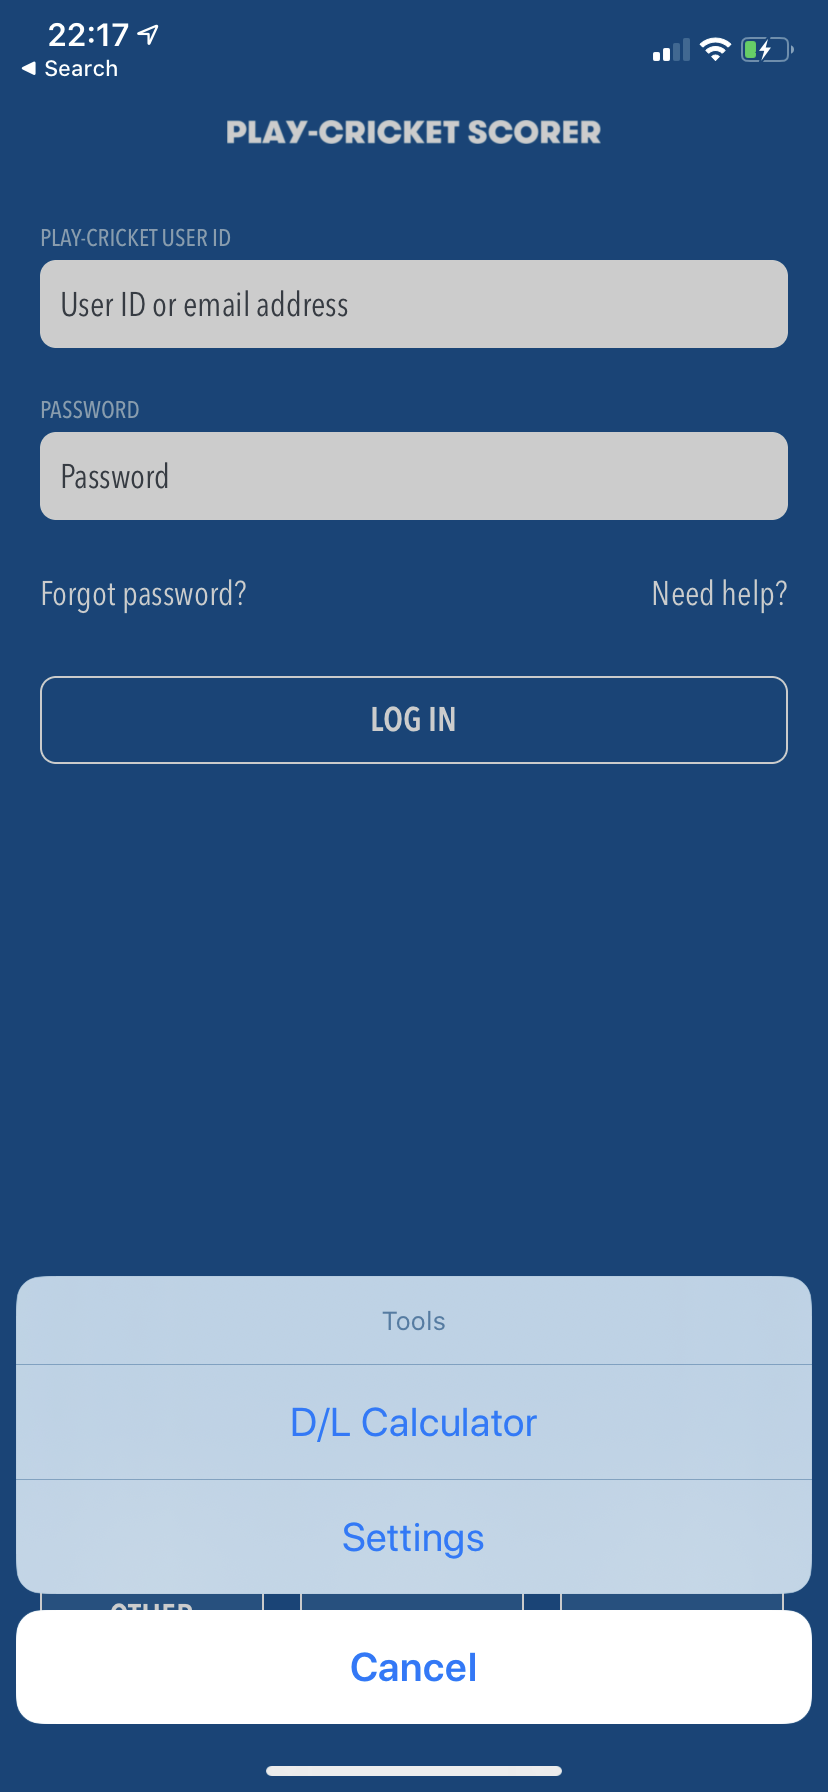 22:17
◀ Search
PLAY-CRICKET SCORER
PLAY-CRICKET USER ID
User ID or email address
PASSWORD
Password
Forgot password? Need help?
LOG IN
Tools
D/L Calculator
Settings
OTHER
Cancel